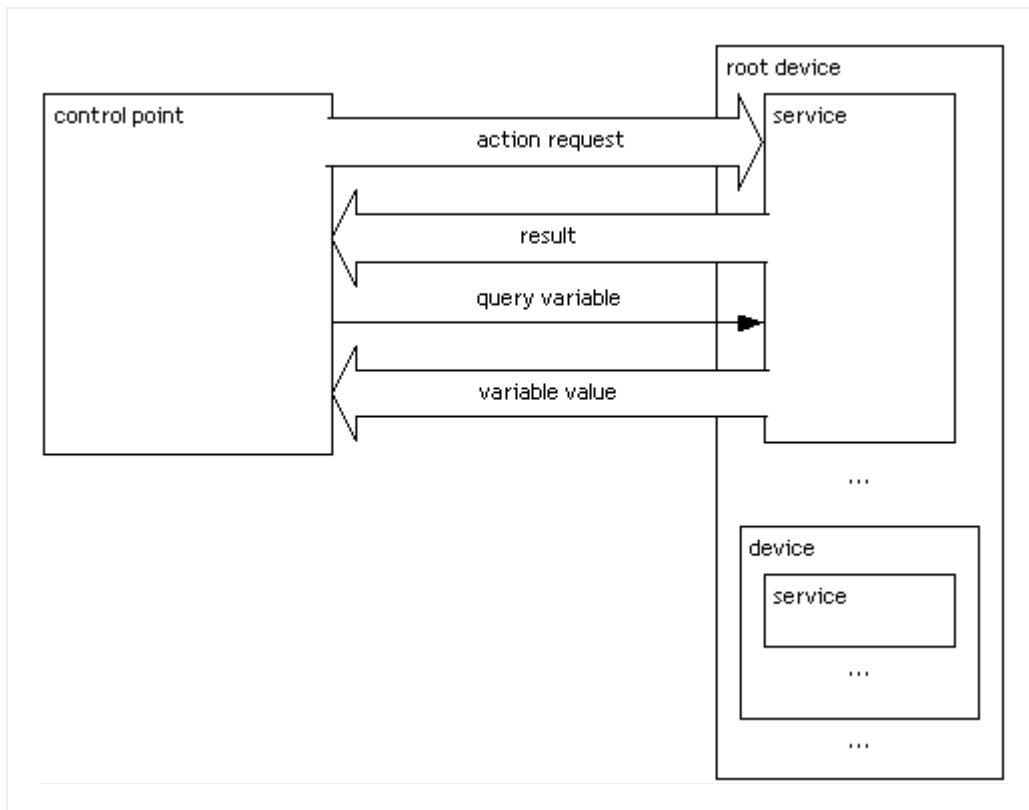 root device
control point
service
action request
result
query variable
variable value
...
device
service
...
...